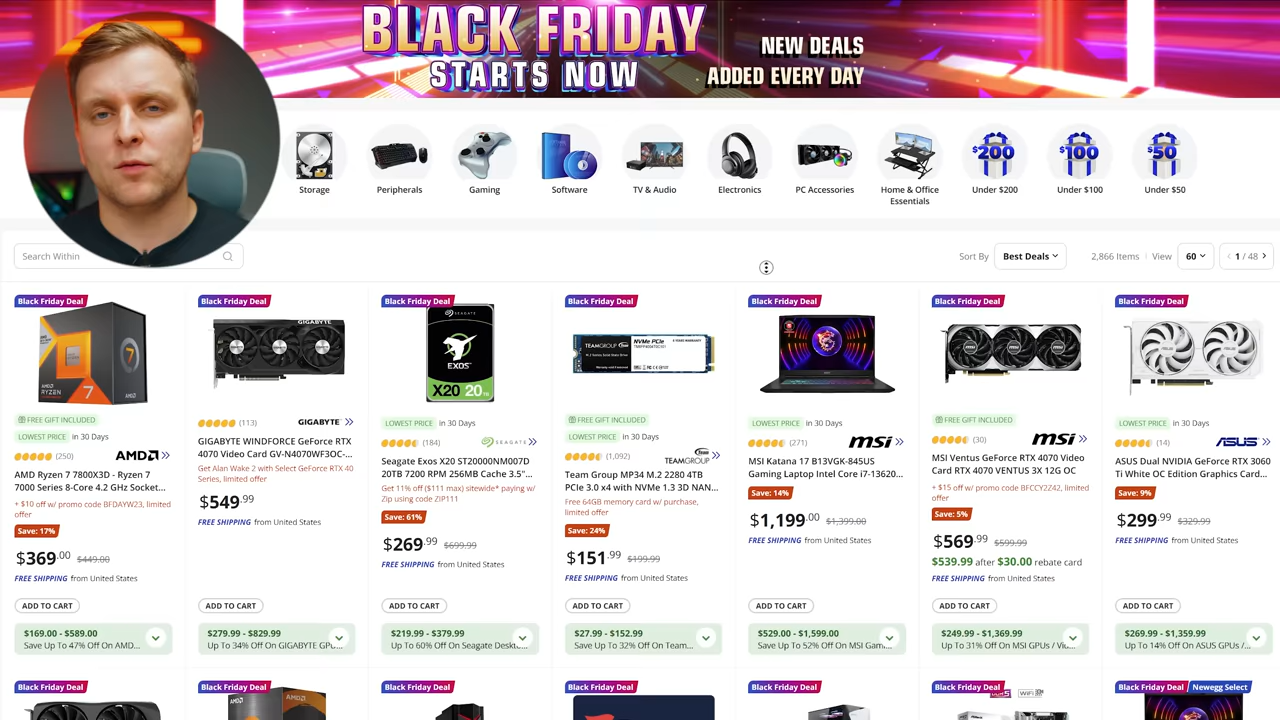 BLACK FRIDAY
STARTS NOW
NEW DEALS
ADDED EVERY DAY
Storage
Peripherals
Gaming
Software
TV & Audio
Electronics
PC Accessories
Home & Office
Essentials
$200
Under $200
$100
Under $100
$50
Under $50
Search Within
Sort By Best Deals 2,866 Items View 60 1 / 48
Black Friday Deal
FREE GIFT INCLUDED
LOWEST PRICE in 30 Days
(250) AMD
AMD Ryzen 7 7800X3D - Ryzen 7
7000 Series 8-Core 4.2 GHz Socket...
+ $10 off w/ promo code BFDAYW23, limited
offer
Save: 17%
$369.00 $449.00
FREE SHIPPING from United States
ADD TO CART
$169.00 - $589.00
Save Up To 47% Off On AMD...
Black Friday Deal
GIGABYTE
(113) GIGABYTE
GIGABYTE WINDFORCE GeForce RTX
4070 Video Card GV-N4070WF3OC-...
Get Alan Wake 2 with Select GeForce RTX 40
Series, limited offer
$549.99
FREE SHIPPING from United States
ADD TO CART
$279.99 - $829.99
Up To 34% Off On GIGABYTE GPU...
Black Friday Deal
SEAGATE
EXOS
X20 20TB
LOWEST PRICE in 30 Days
(184) SEAGATE
Seagate Exos X20 ST20000NM007D
20TB 7200 RPM 256MB Cache 3.5"...
Get 11% off ($111 max) sitewide* paying w/
Zip using code ZIP111
Save: 61%
$269.99 $699.99
FREE SHIPPING from United States
ADD TO CART
$219.99 - $379.99
Up To 60% Off On Seagate Deskto...
Black Friday Deal
TEAMGROUP NVMe PCIe
FREE GIFT INCLUDED
LOWEST PRICE in 30 Days
(1,092) TEAMGROUP
Team Group MP34 M.2 2280 4TB
PCIe 3.0 x4 with NVMe 1.3 3D NAN...
Free 64GB memory card w/ purchase,
limited offer
Save: 24%
$151.99 $199.99
FREE SHIPPING from United States
ADD TO CART
$27.99 - $152.99
Save Up To 32% Off On Team...
Black Friday Deal
LOWEST PRICE in 30 Days
(271) msi
MSI Katana 17 B13VGK-845US
Gaming Laptop Intel Core i7-13620...
Save: 14%
$1,199.00 $1,399.00
FREE SHIPPING from United States
ADD TO CART
$529.00 - $1,599.00
Save Up To 52% Off On MSI Gam...
Black Friday Deal
FREE GIFT INCLUDED
(30) msi
MSI Ventus GeForce RTX 4070 Video
Card RTX 4070 VENTUS 3X 12G OC
+ $15 off w/ promo code BFCCY2Z42, limited
offer
Save: 5%
$569.99 $599.99
$539.99 after $30.00 rebate card
FREE SHIPPING from United States
ADD TO CART
$249.99 - $1,369.99
Up To 31% Off On MSI GPUs / Vid...
Black Friday Deal
LOWEST PRICE in 30 Days
(14) ASUS
ASUS Dual NVIDIA GeForce RTX 3060
Ti White OC Edition Graphics Card...
Save: 9%
$299.99 $329.99
FREE SHIPPING from United States
ADD TO CART
$269.99 - $1,359.99
Up To 14% Off On ASUS GPUs /...
Black Friday Deal
Black Friday Deal
AMD
Black Friday Deal
Black Friday Deal
Black Friday Deal
Black Friday Deal
WiFi
Black Friday Deal Newegg Select